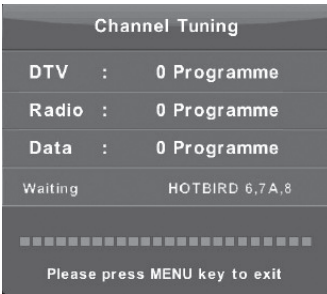 Channel Tuning
DTV : 0 Programme
Radio : 0 Programme
Data : 0 Programme
Waiting HOTBIRD 6,7A,8
Please press MENU key to exit